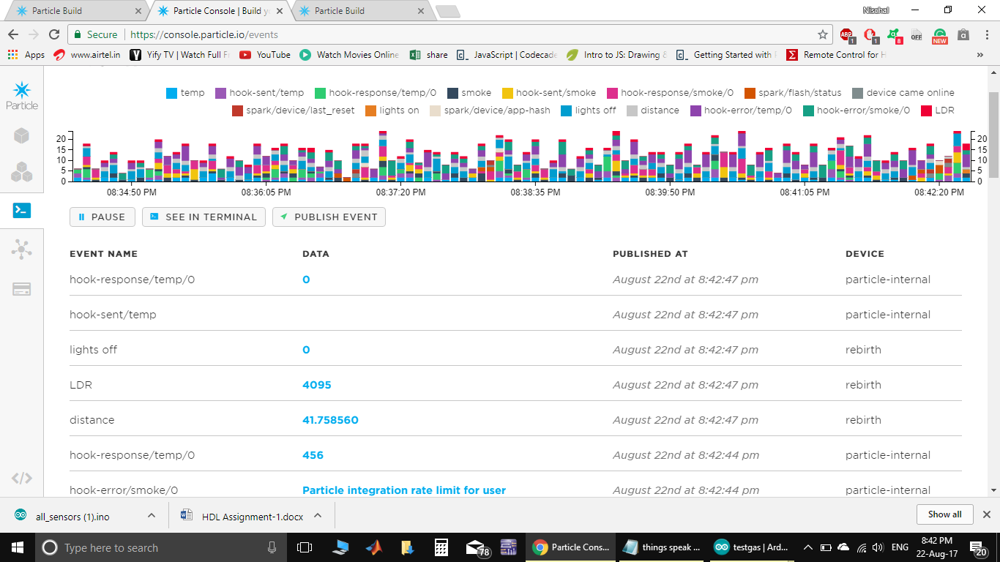 Particle Build
Particle Console | Build y
Particle Build
Nischal
Secure https://console.particle.io/events
ABP 1 1 8 OFF NEW a
Apps www.airtel.in Yify TV | Watch Full F YouTube Watch Movies Online share JavaScript | Codecade Intro to JS: Drawing & Getting Started with Remote Control for H »
Particle
temp hook-sent/temp hook-response/temp/0 smoke hook-sent/smoke hook-response/smoke/0 spark/flash/status device came online
spark/device/last_reset lights on spark/device/app-hash lights off distance hook-error/temp/0 hook-error/smoke/0 LDR
20 20
15 15
10 10
5 5
0 0
08:34:50 PM 08:36:05 PM 08:37:20 PM 08:38:35 PM 08:39:50 PM 08:41:05 PM 08:42:20 PM
PAUSE SEE IN TERMINAL PUBLISH EVENT
EVENT NAME DATA PUBLISHED AT DEVICE
hook-response/temp/0 0 August 22nd at 8:42:47 pm particle-internal
hook-sent/temp August 22nd at 8:42:47 pm particle-internal
lights off 0 August 22nd at 8:42:47 pm rebirth
LDR 4095 August 22nd at 8:42:47 pm rebirth
distance 41.758560 August 22nd at 8:42:47 pm rebirth
hook-response/temp/0 456 August 22nd at 8:42:44 pm particle-internal
hook-error/smoke/0 Particle integration rate limit for user August 22nd at 8:42:44 pm particle-internal
all_sensors (1).ino HDL Assignment-1.docx Show all
Type here to search 78 Particle Cons... things speak ... testgas | Ard... ENG 8:42 PM
22-Aug-17 20